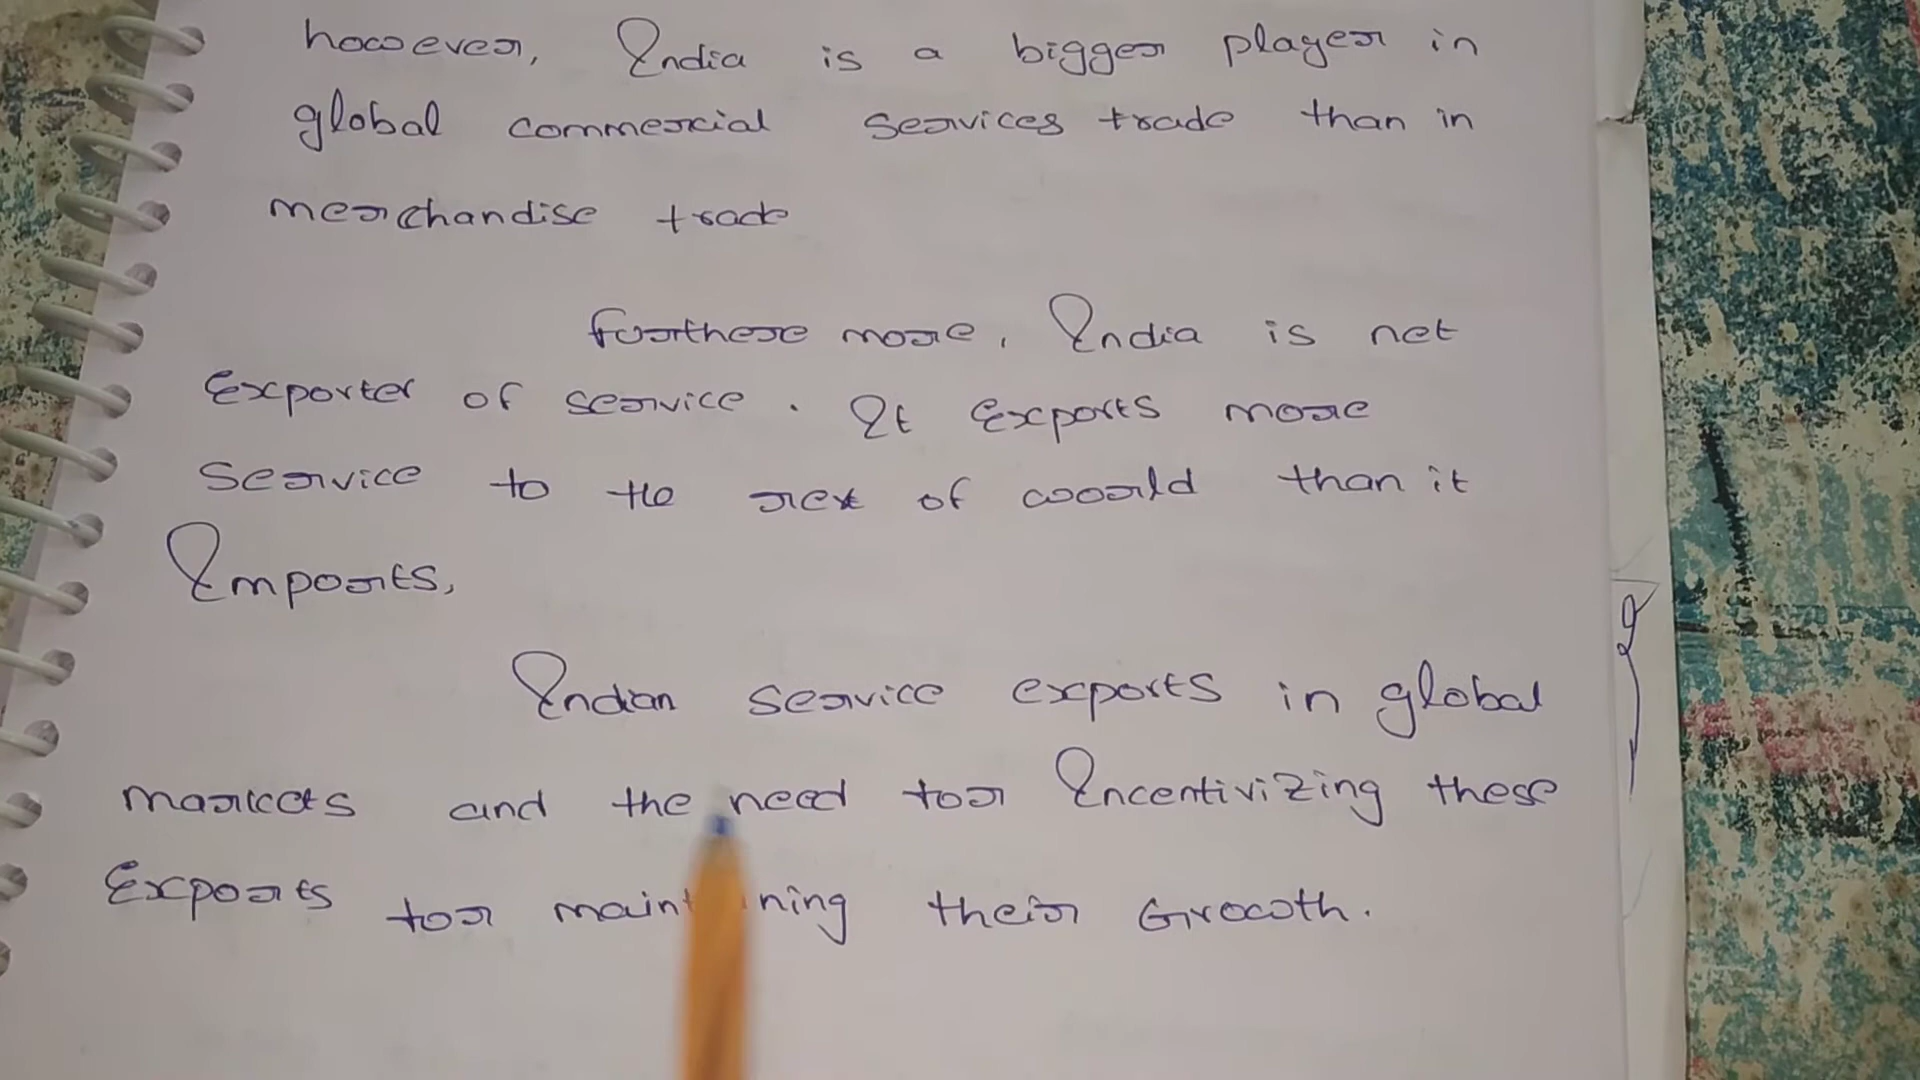 however, India is a bigger player in
global commercial services trade than in
merchandise trade
furthere more, India is net
Exporter of service. It Exports more
service to the rest of woorld than it
Imports,
Indian service exports in global
markets and the need for Incentivizing these
Exports for maintaining their Growth.